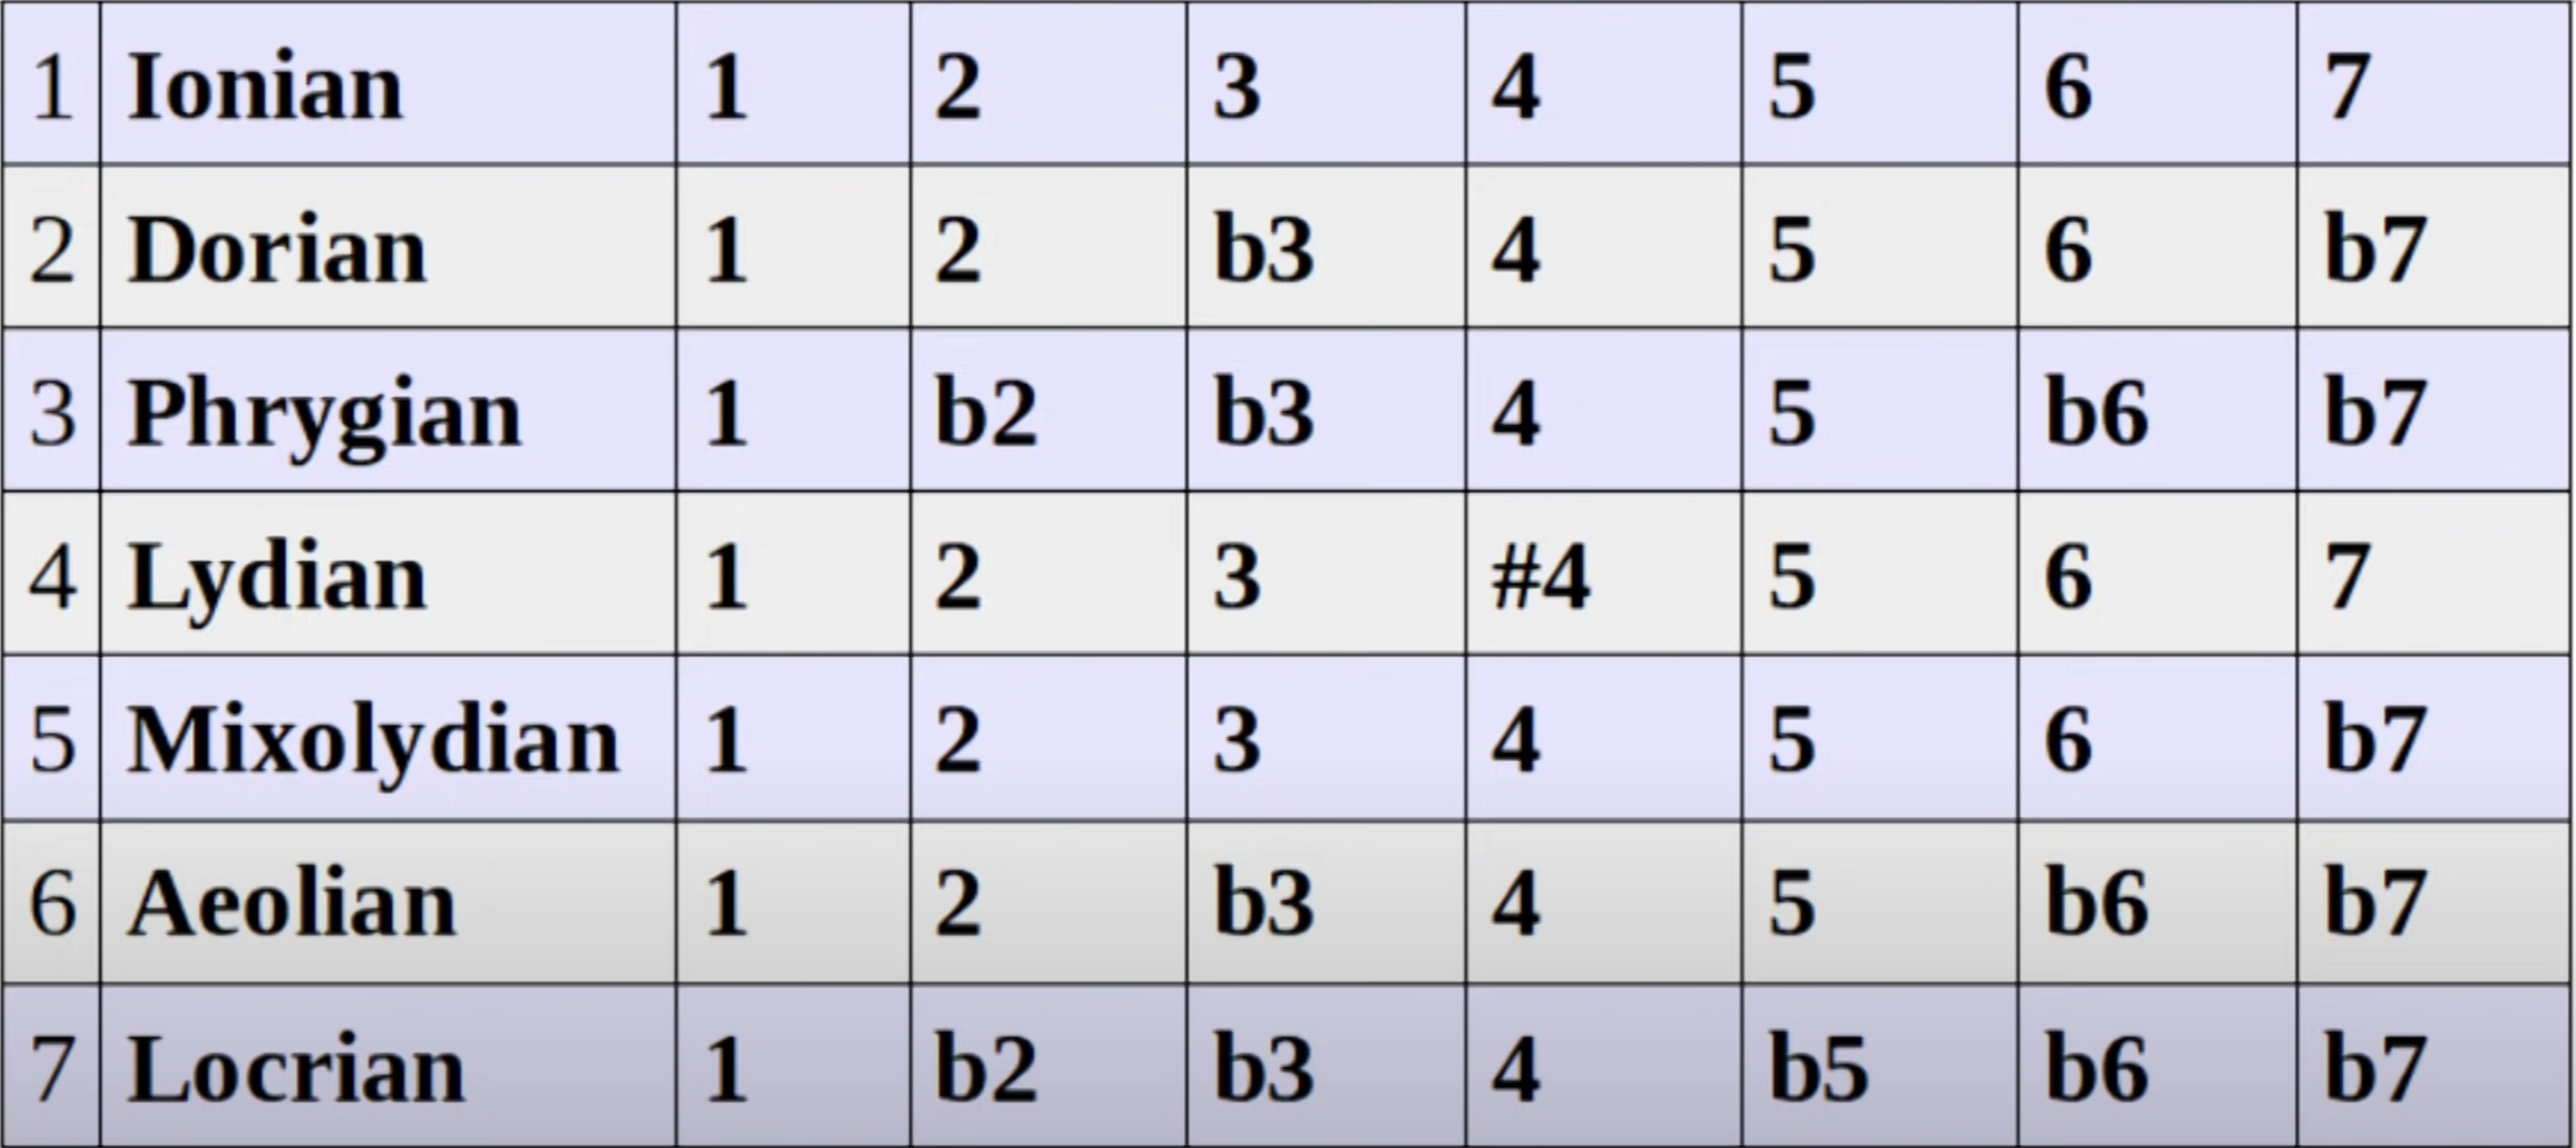 1 Ionian 1 2 3 4 5 6 7
2 Dorian 1 2 b3 4 5 6 b7
3 Phrygian 1 b2 b3 4 5 b6 b7
4 Lydian 1 2 3 #4 5 6 7
5 Mixolydian 1 2 3 4 5 6 b7
6 Aeolian 1 2 b3 4 5 b6 b7
7 Locrian 1 b2 b3 4 b5 b6 b7